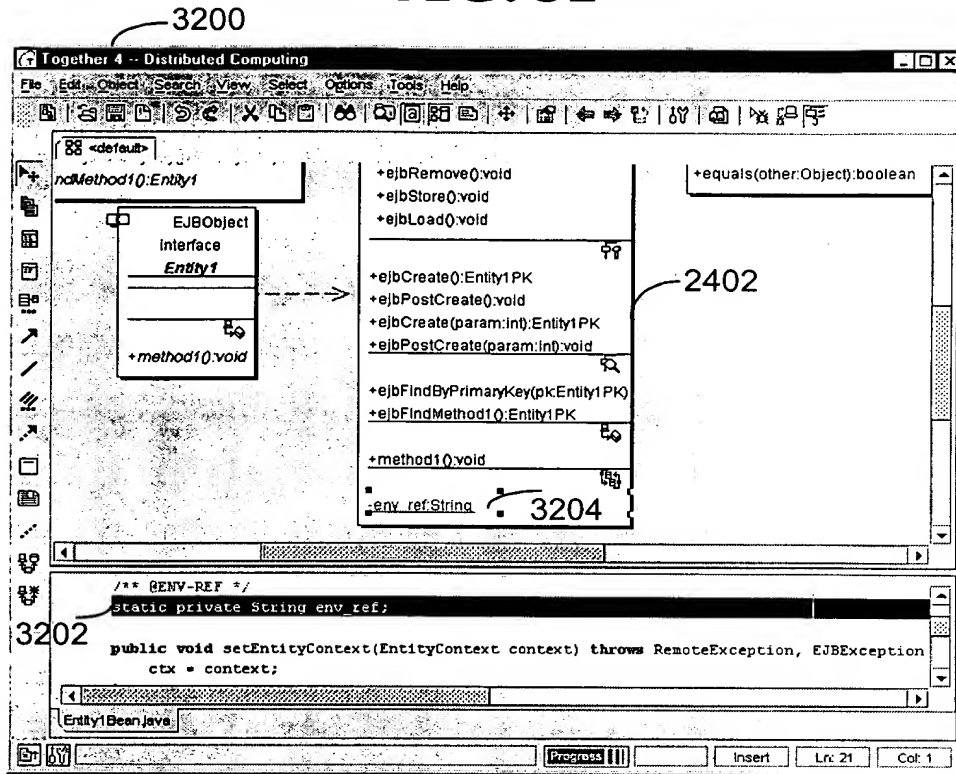 3200
Together 4 -- Distributed Computing
File Edit Object Search View Select Options Tools Help
<default>
ndMethod1():Entity1
EJBObject
interface
Entity1
+method1():void
+ejbRemove():void
+ejbStore():void
+ejbLoad():void
+ejbCreate():Entity1PK
+ejbPostCreate():void
+ejbCreate(param:int):Entity1PK
+ejbPostCreate(param:int):void
+ejbFindByPrimaryKey(pk:Entity1PK)
+ejbFindMethod1():Entity1PK
+method1():void
-env_ref:String
3204
+equals(other:Object):boolean
2402
/** @ENV-REF */
static private String env_ref;
3202
public void setEntityContext(EntityContext context) throws RemoteException, EJBException
ctx = context;
Entity1Bean.java
Progress Insert Ln: 21 Col: 1